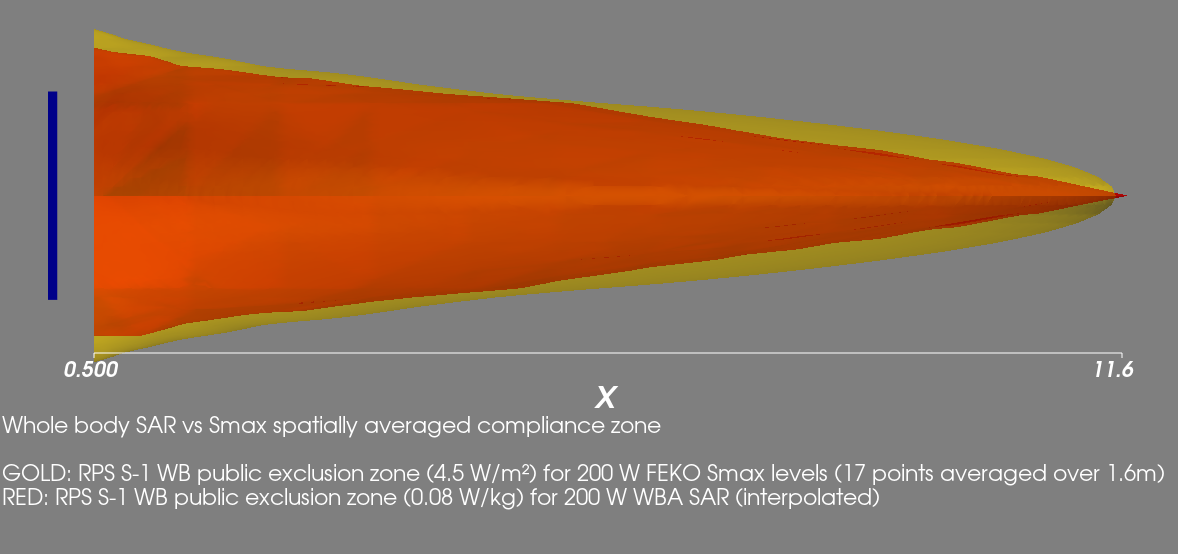 0.500
11.6
X
Whole body SAR vs Smax spatially averaged compliance zone
GOLD: RPS S-1 WB public exclusion zone (4.5 W/m²) for 200 W FEKO Smax levels (17 points averaged over 1.6m)
RED: RPS S-1 WB public exclusion zone (0.08 W/kg) for 200 W WBA SAR (interpolated)